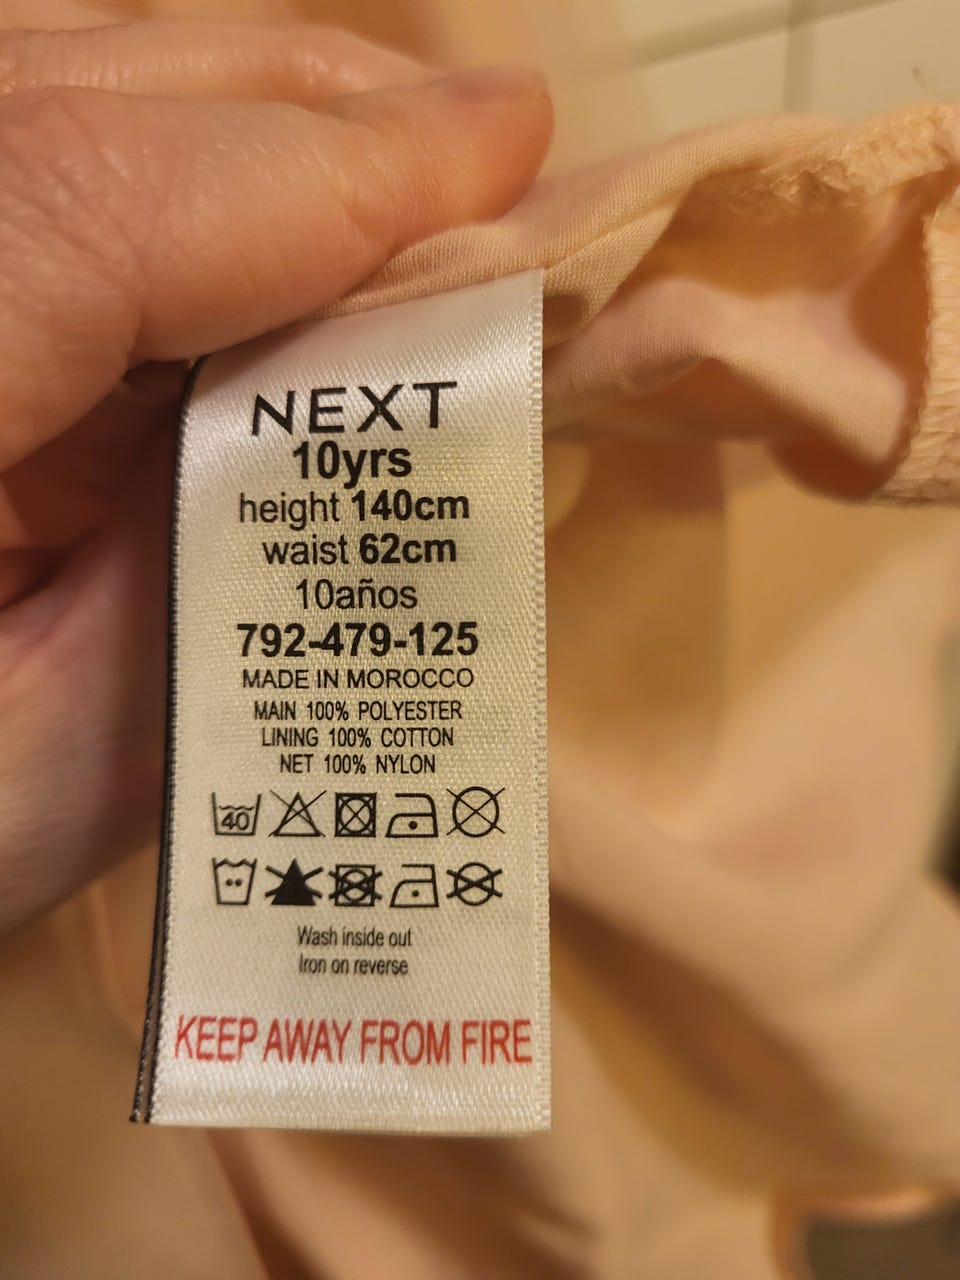 NEXT
10yrs
height 140cm
waist 62cm
10años
792-479-125
MADE IN MOROCCO
MAIN 100% POLYESTER
LINING 100% COTTON
NET 100% NYLON
40
Wash inside out
Iron on reverse
KEEP AWAY FROM FIRE